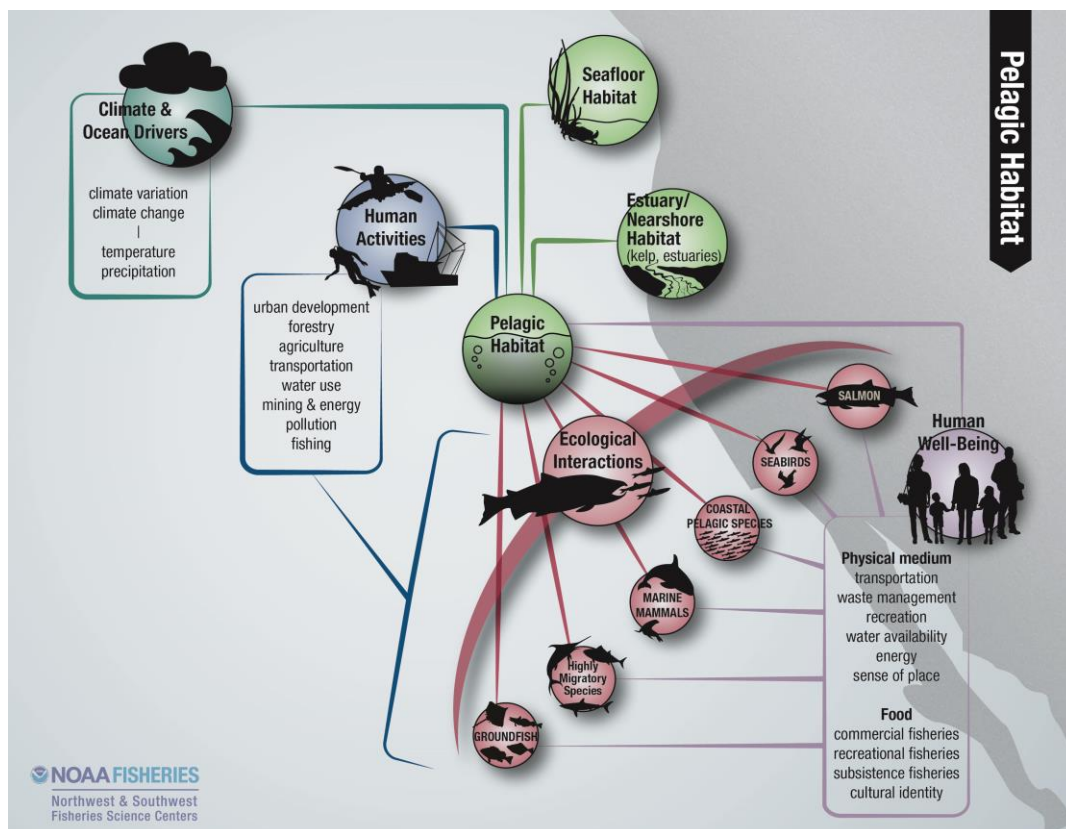 Pelagic Habitat
Climate &
Ocean Drivers
climate variation
climate change
|
temperature
precipitation
Human
Activities
urban development
forestry
agriculture
transportation
water use
mining & energy
pollution
fishing
Seafloor
Habitat
Estuary/
Nearshore
Habitat
(kelp, estuaries)
Pelagic
Habitat
Ecological
Interactions
SALMON
SEABIRDS
COASTAL
PELAGIC SPECIES
MARINE
MAMMALS
Highly
Migratory
Species
GROUNDFISH
Human
Well-Being
Physical medium
transportation
waste management
recreation
water availability
energy
sense of place
Food
commercial fisheries
recreational fisheries
subsistence fisheries
cultural identity
NOAA FISHERIES
Northwest & Southwest
Fisheries Science Centers